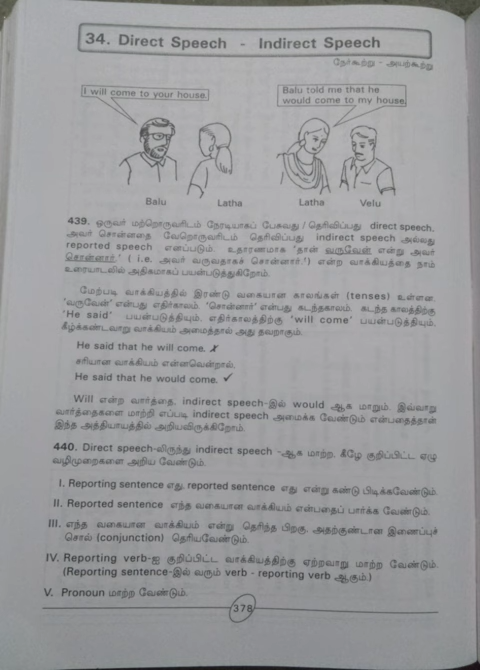 34. Direct Speech - Indirect Speech
நேர்கூற்று - அயற்கூற்று
I will come to your house.
Balu told me that he
would come to my house.
Balu Latha Latha Velu
439. ஒருவர் மற்றொருவரிடம் நேரடியாகப் பேசுவது / தெரிவிப்பது direct speech,
அவர் சொன்னதை வேறொருவரிடம் தெரிவிப்பது indirect speech அல்லது
reported speech எனப்படும். உதாரணமாக 'நான் வருவேன் என்று அவர்
சொன்னார்.' ( i.e. அவர் வருவதாகச் சொன்னார்.') என்ற வாக்கியத்தை நாம்
உரையாடலில் அதிகமாகப் பயன்படுத்துகிறோம்.
மேற்படி வாக்கியத்தில் இரண்டு வகையான காலங்கள் (tenses) உள்ளன.
'வருவேன்' என்பது எதிர்காலம். 'சொன்னார்' என்பது கடந்தகாலம். கடந்த காலத்திற்கு
'He said' பயன்படுத்தியும், எதிர்காலத்திற்கு 'will come' பயன்படுத்தியும்,
கீழ்க்கண்டவாறு வாக்கியம் அமைத்தால் அது தவறாகும்.
He said that he will come. ✗
சரியான வாக்கியம் என்னவென்றால்,
He said that he would come. ✓
Will என்ற வார்த்தை, indirect speech-இல் would ஆக மாறும். இவ்வாறு
வார்த்தைகளை மாற்றி எப்படி indirect speech அமைக்க வேண்டும் என்பதைத்தான்
இந்த அத்தியாயத்தில் அறியவிருக்கிறோம்.
440. Direct speech-லிருந்து indirect speech -ஆக மாற்ற, கீழே குறிப்பிட்ட ஏழு
வழிமுறைகளை அறிய வேண்டும்.
I. Reporting sentence எது, reported sentence எது என்று கண்டு பிடிக்கவேண்டும்.
II. Reported sentence எந்த வகையான வாக்கியம் என்பதைப் பார்க்க வேண்டும்.
III. எந்த வகையான வாக்கியம் என்று தெரிந்த பிறகு, அதற்குண்டான இணைப்புச்
சொல் (conjunction) தெரியவேண்டும்.
IV. Reporting verb-ஐ குறிப்பிட்ட வாக்கியத்திற்கு ஏற்றவாறு மாற்ற வேண்டும்.
(Reporting sentence-இல் வரும் verb - reporting verb ஆகும்.)
V. Pronoun மாற்ற வேண்டும்.
378